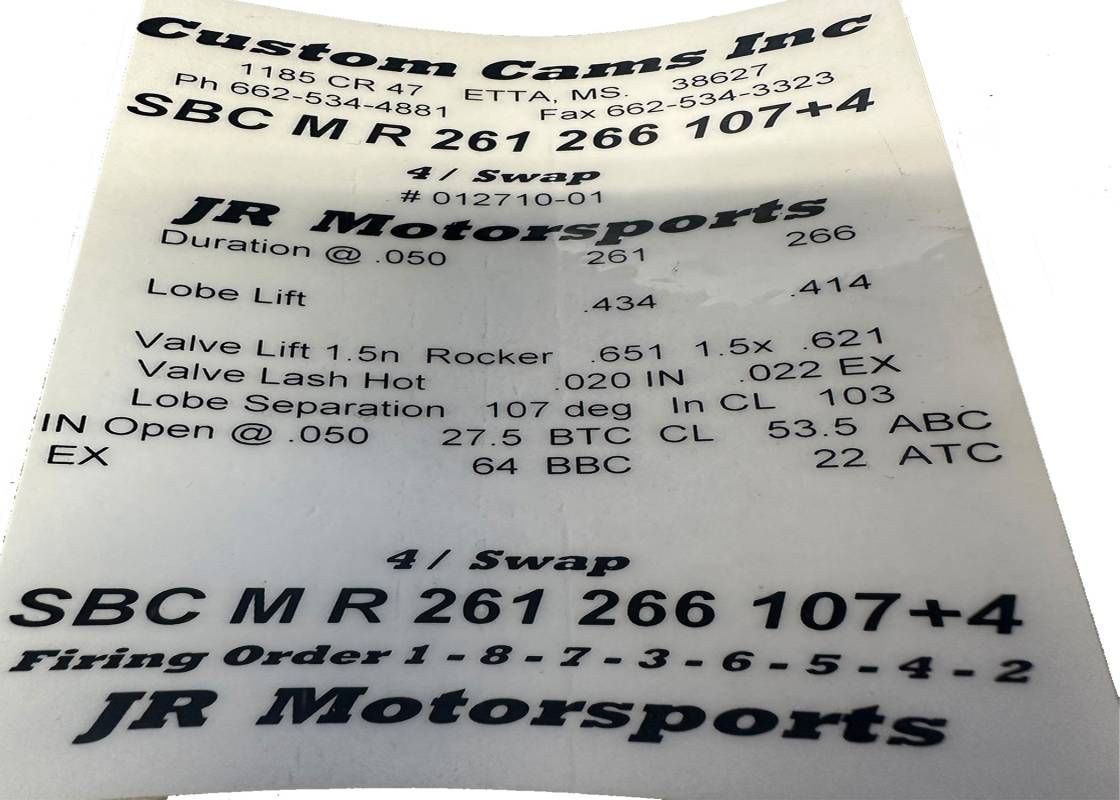 Custom Cams Inc
1185 CR 47 ETTA, MS. 38627
Ph 662-534-4881 Fax 662-534-3323
SBC M R 261 266 107+4
4/ Swap
# 012710-01
JR Motorsports
Duration @ .050 261 266
Lobe Lift .434 .414
Valve Lift 1.5n Rocker .651 1.5x .621
Valve Lash Hot .020 IN .022 EX
Lobe Separation 107 deg In CL 103
IN Open @ .050 27.5 BTC CL 53.5 ABC
EX 64 BBC 22 ATC
4/ Swap
SBC M R 261 266 107+4
Firing Order 1 - 8 - 7 - 3 - 6 - 5 - 4 - 2
JR Motorsports